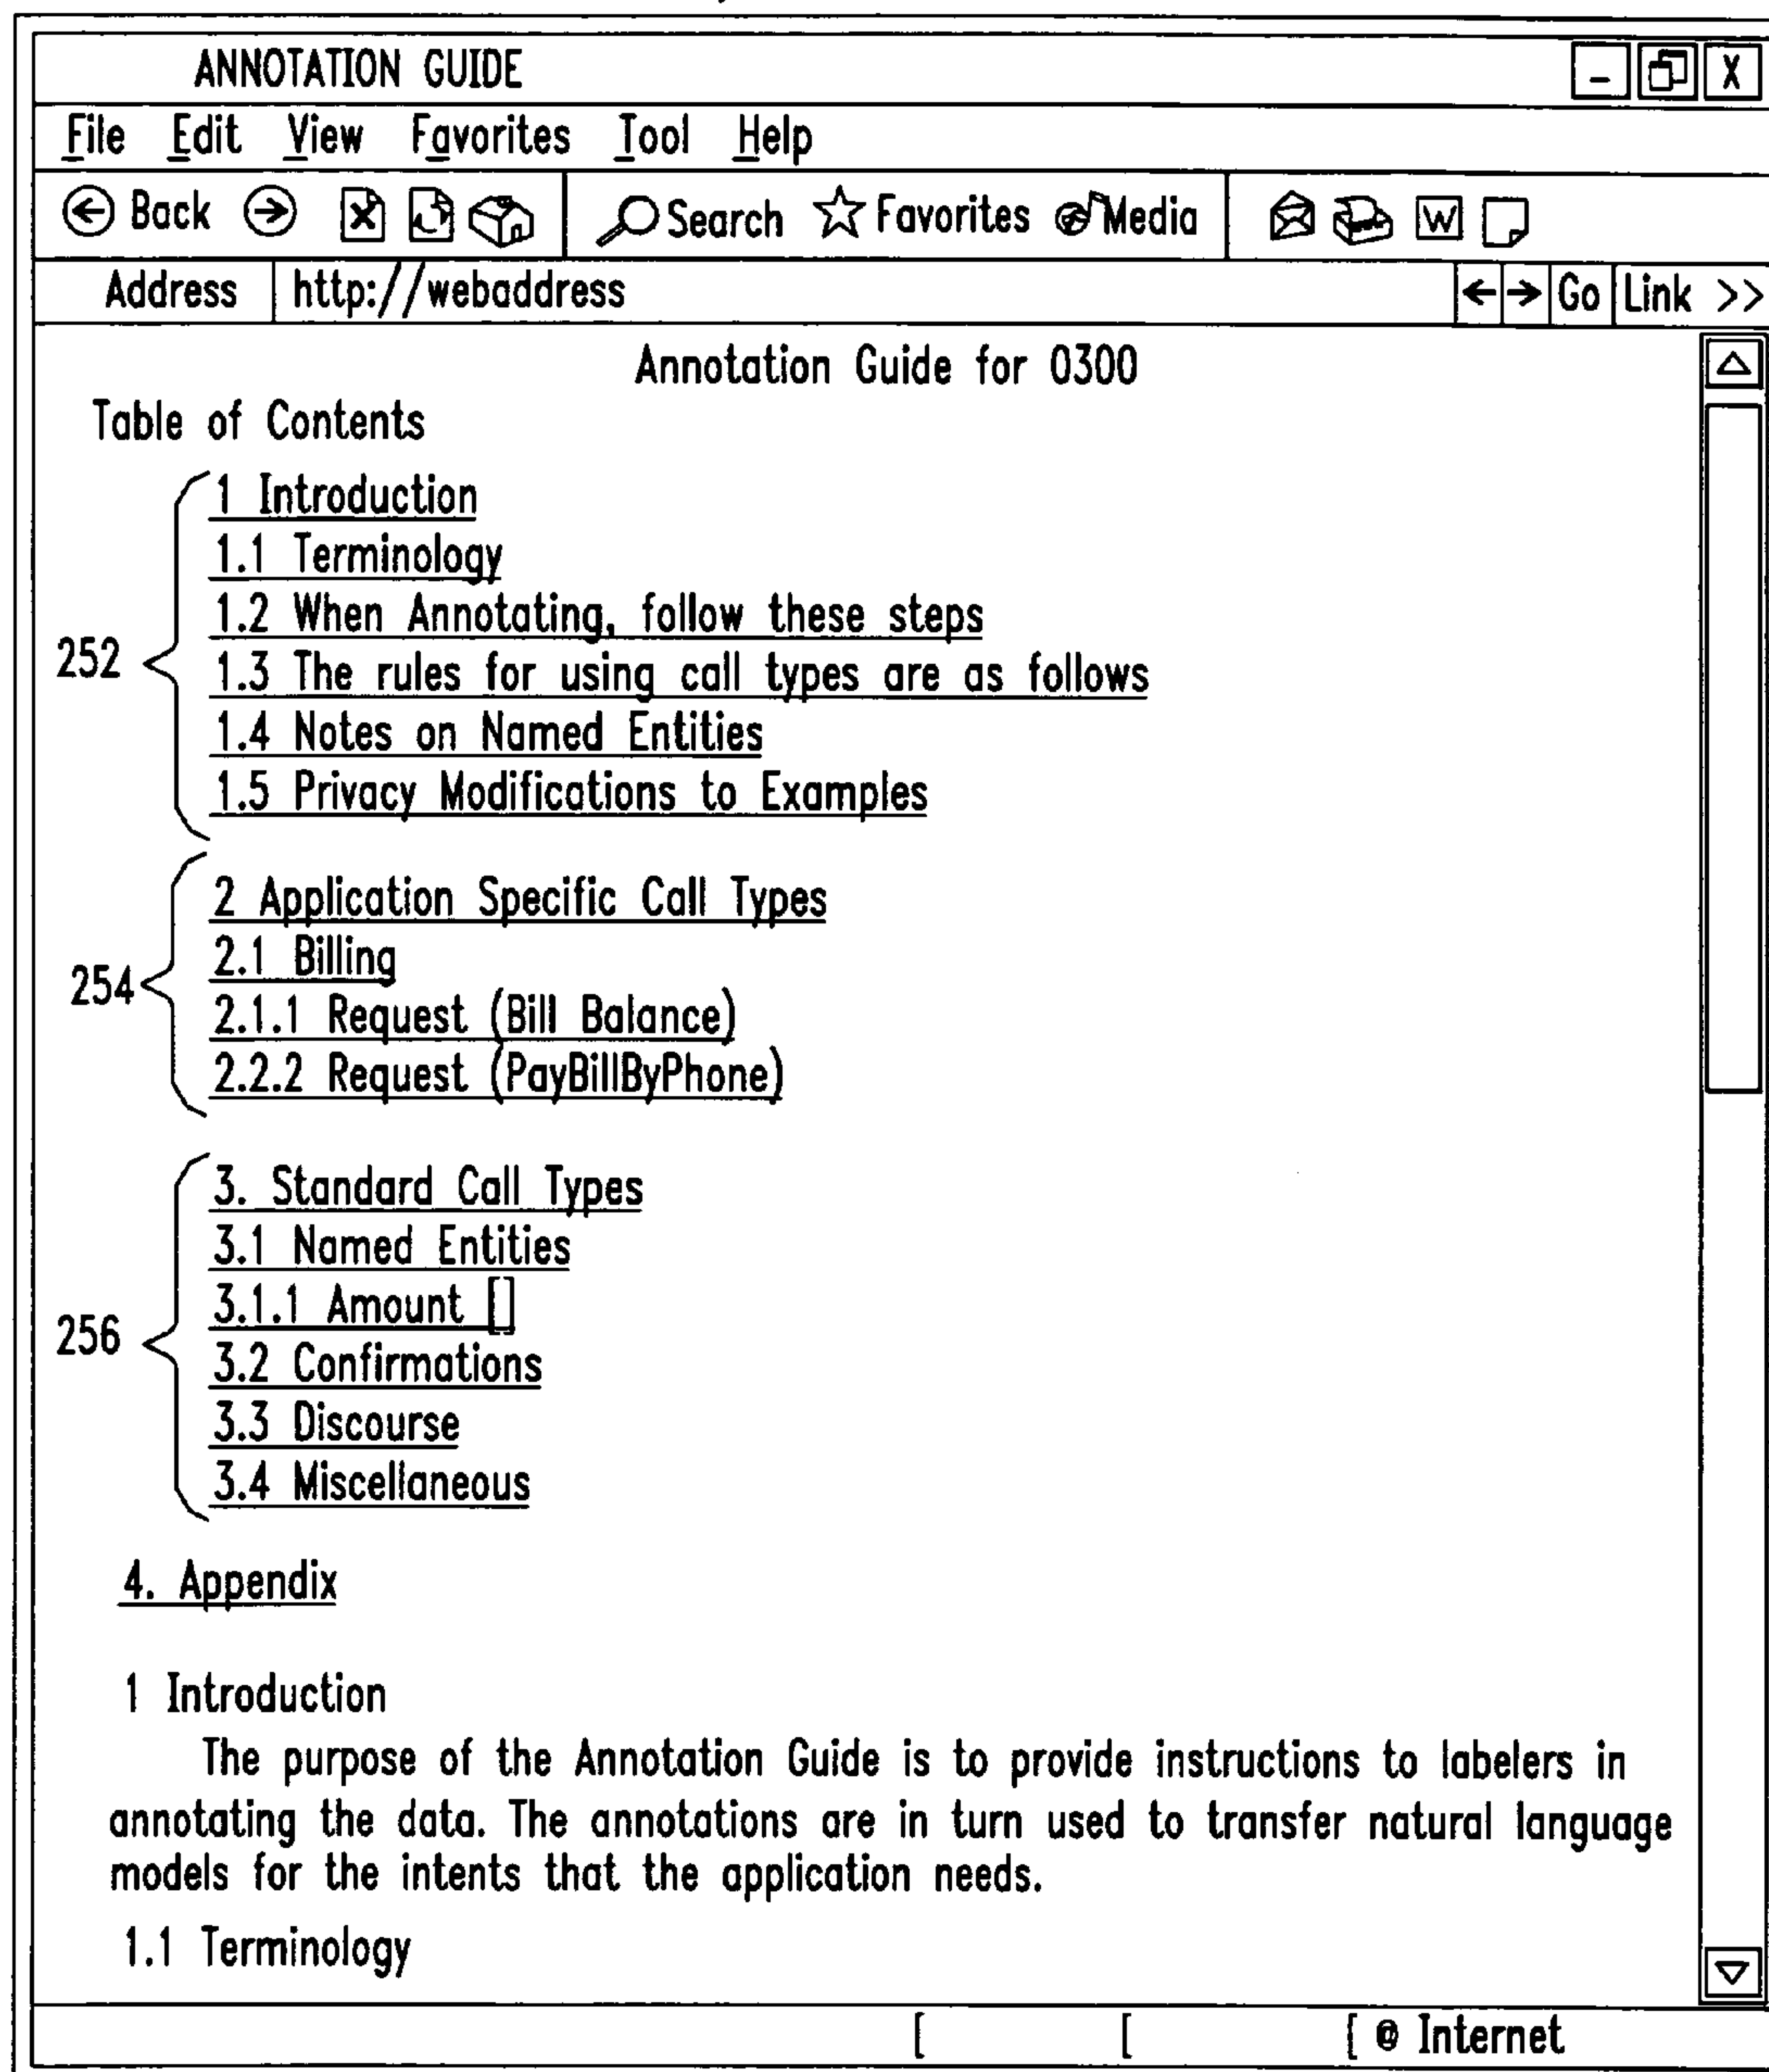 ANNOTATION GUIDE - X
File Edit View Favorites Tool Help
Back Search Favorites Media W
Address http://webaddress Go Link >>
Annotation Guide for 0300
Table of Contents
1 Introduction
1.1 Terminology
1.2 When Annotating, follow these steps
252
1.3 The rules for using call types are as follows
1.4 Notes on Named Entities
1.5 Privacy Modifications to Examples
2 Application Specific Call Types
2.1 Billing
254
2.1.1 Request (Bill Balance)
2.2.2 Request (PayBillByPhone)
3. Standard Call Types
3.1 Named Entities
3.1.1 Amount []
256
3.2 Confirmations
3.3 Discourse
3.4 Miscellaneous
4. Appendix
1 Introduction
The purpose of the Annotation Guide is to provide instructions to labelers in
annotating the data. The annotations are in turn used to transfer natural language
models for the intents that the application needs.
1.1 Terminology
[ [ [ @ Internet